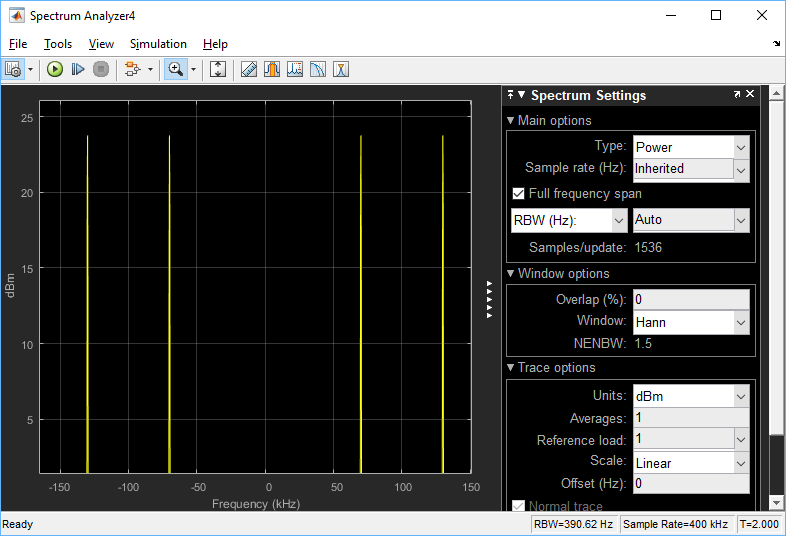 Spectrum Analyzer4
File Tools View Simulation Help
25
20
15
10
5
dBm
-150 -100 -50 0 50 100 150
Frequency (kHz)
Spectrum Settings
Main options
Type: Power
Sample rate (Hz): Inherited
Full frequency span
RBW (Hz): Auto
Samples/update: 1536
Window options
Overlap (%): 0
Window: Hann
NENBW: 1.5
Trace options
Units: dBm
Averages: 1
Reference load: 1
Scale: Linear
Offset (Hz): 0
Normal trace
Ready
RBW=390.62 Hz Sample Rate=400 kHz T=2.000